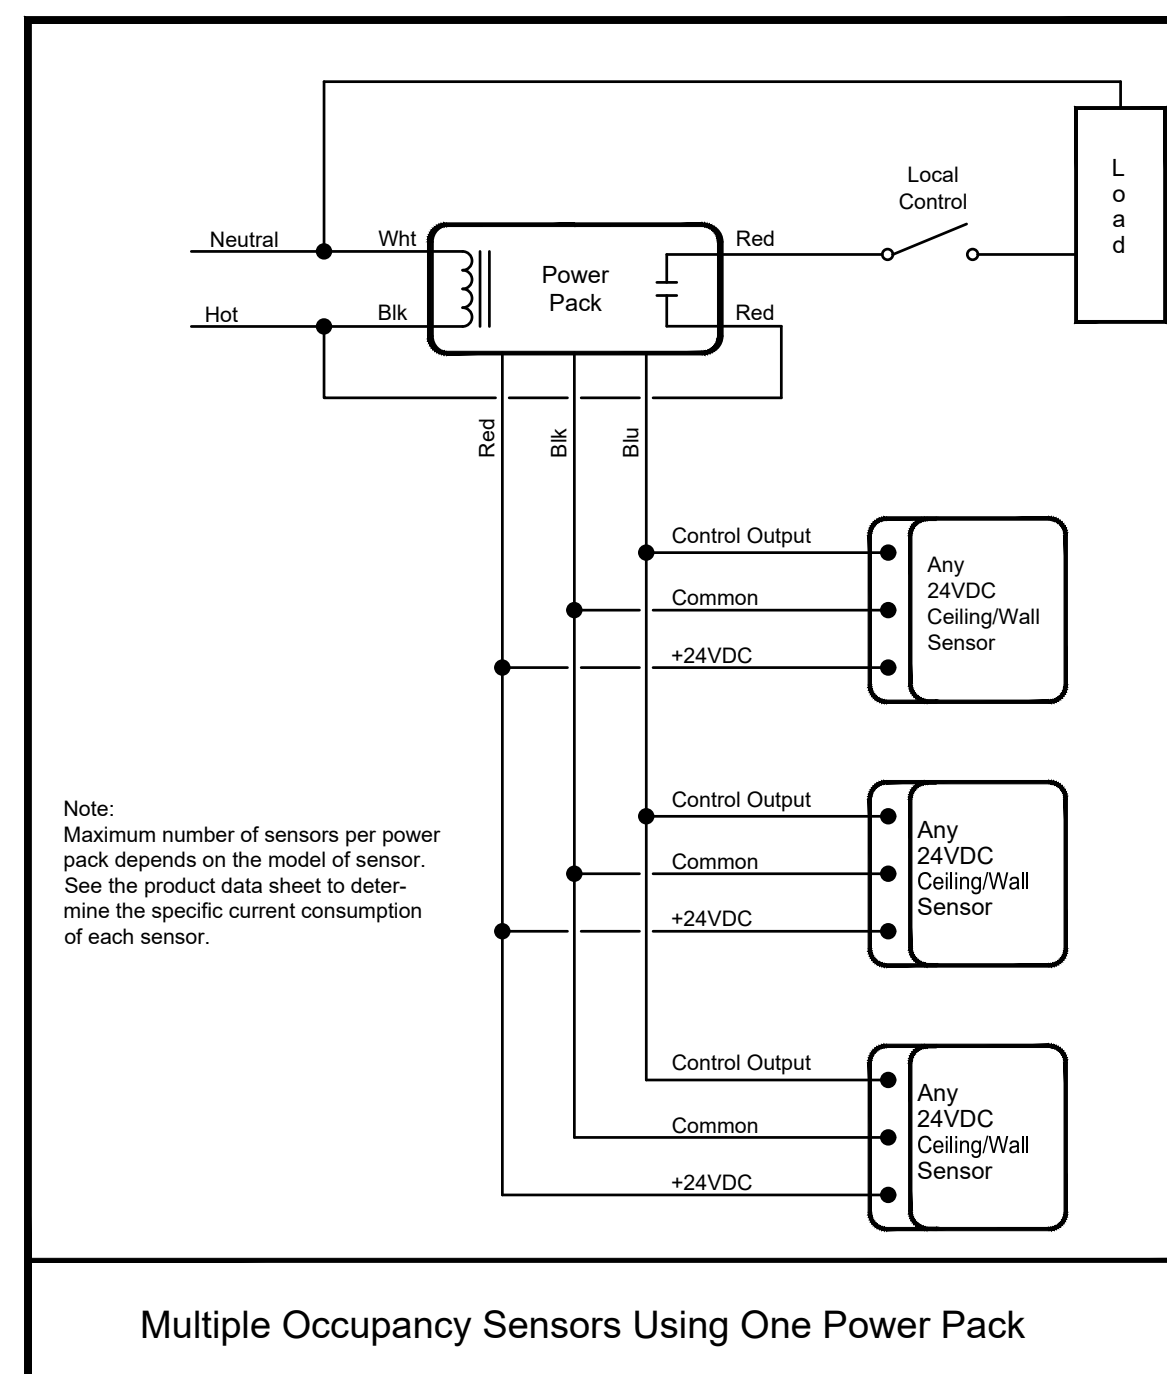 Local
Control
L
o
a
d
Neutral
Wht
Red
Power
Pack
Hot
Blk
Red
Red
Blk
Blu
Control Output
Common
+24VDC
Any
24VDC
Ceiling/Wall
Sensor
Control Output
Common
+24VDC
Any
24VDC
Ceiling/Wall
Sensor
Note:
Maximum number of sensors per power
pack depends on the model of sensor.
See the product data sheet to deter-
mine the specific current consumption
of each sensor.
Control Output
Common
+24VDC
Any
24VDC
Ceiling/Wall
Sensor
Multiple Occupancy Sensors Using One Power Pack